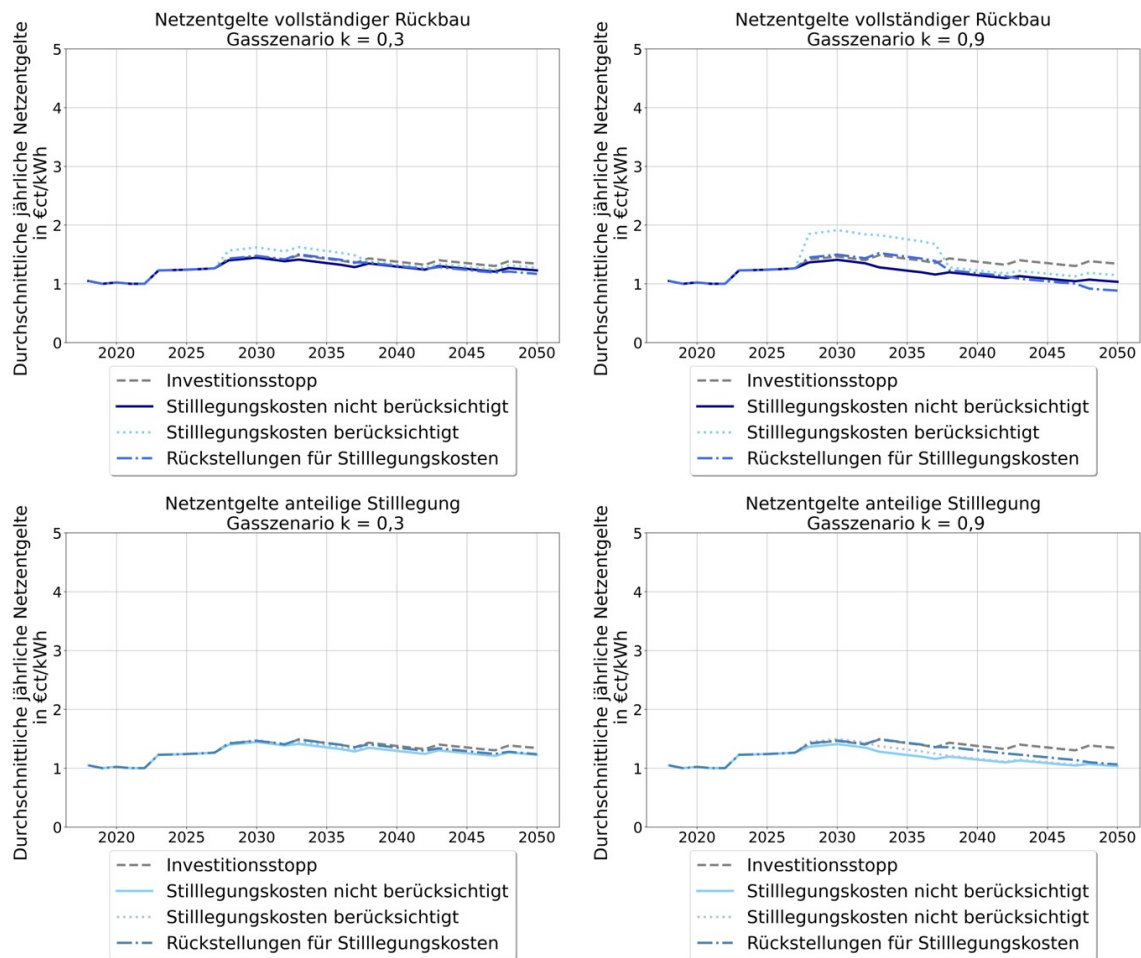 Netzentgelte vollständiger Rückbau
Gasszenario k = 0,3
Durchschnittliche jährliche Netzentgelte
in €ct/kWh
5
4
3
2
1
0
2020 2025 2030 2035 2040 2045 2050
Investitionsstopp
Stilllegungskosten nicht berücksichtigt
Stilllegungskosten berücksichtigt
Rückstellungen für Stilllegungskosten
Netzentgelte vollständiger Rückbau
Gasszenario k = 0,9
Durchschnittliche jährliche Netzentgelte
in €ct/kWh
5
4
3
2
1
0
2020 2025 2030 2035 2040 2045 2050
Investitionsstopp
Stilllegungskosten nicht berücksichtigt
Stilllegungskosten berücksichtigt
Rückstellungen für Stilllegungskosten
Netzentgelte anteilige Stilllegung
Gasszenario k = 0,3
Durchschnittliche jährliche Netzentgelte
in €ct/kWh
5
4
3
2
1
0
2020 2025 2030 2035 2040 2045 2050
Investitionsstopp
Stilllegungskosten nicht berücksichtigt
Stilllegungskosten berücksichtigt
Rückstellungen für Stilllegungskosten
Netzentgelte anteilige Stilllegung
Gasszenario k = 0,9
Durchschnittliche jährliche Netzentgelte
in €ct/kWh
5
4
3
2
1
0
2020 2025 2030 2035 2040 2045 2050
Investitionsstopp
Stilllegungskosten nicht berücksichtigt
Stilllegungskosten nicht berücksichtigt
Rückstellungen für Stilllegungskosten